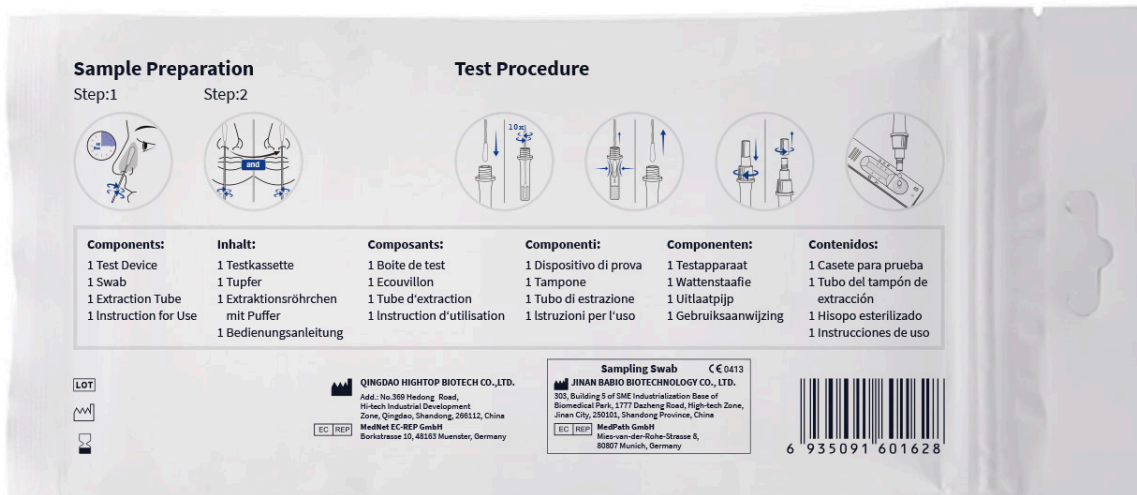 Sample Preparation
Test Procedure
Step:1
Step:2
10x
and
Components:
1 Test Device
1 Swab
1 Extraction Tube
1 Instruction for Use
Inhalt:
1 Testkassette
1 Tupfer
1 Extraktionsröhrchen
mit Puffer
1 Bedienungsanleitung
Composants:
1 Boite de test
1 Ecouvillon
1 Tube d‘extraction
1 Instruction d‘utilisation
Componenti:
1 Dispositivo di prova
1 Tampone
1 Tubo di estrazione
1 Istruzioni per l‘uso
Componenten:
1 Testapparaat
1 Wattenstaafie
1 Uitlaatpijp
1 Gebruiksaanwijzing
Contenidos:
1 Casete para prueba
1 Tubo del tampón de
extracción
1 Hisopo esterilizado
1 Instrucciones de uso
LOT
QINGDAO HIGHTOP BIOTECH CO.,LTD.
Add.: No.369 Hedong Road,
Hi-tech Industrial Development
Zone, Qingdao, Shandong, 266112, China
EC REP
MedNet EC-REP GmbH
Borkstrasse 10, 48163 Muenster, Germany
Sampling Swab CE 0413
JINAN BABIO BIOTECHNOLOGY CO., LTD.
303, Building 5 of SME Industrialization Base of
Biomedical Park, 1777 Dazheng Road, High-tech Zone,
Jinan City, 250101, Shandong Province, China
EC REP
MedPath GmbH
Mies-van-der-Rohe-Strasse 8,
80807 Munich, Germany
6 935091 601628